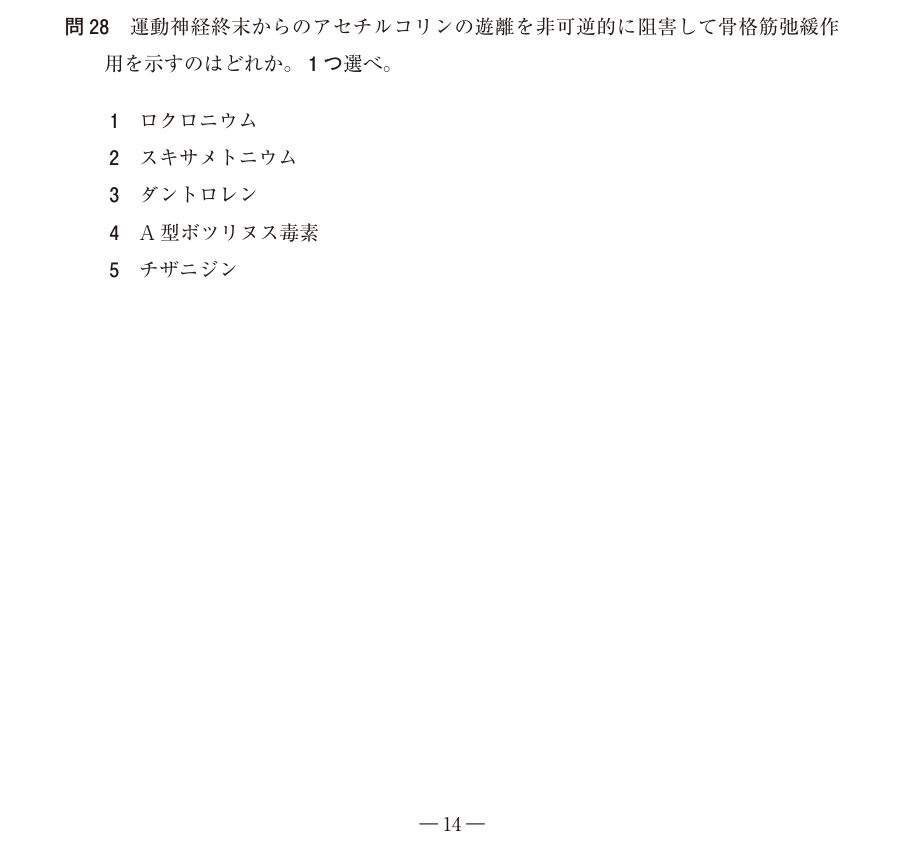 問 28 運動神経終末からのアセチルコリンの遊離を非可逆的に阻害して骨格筋弛緩作
用を示すのはどれか。1つ選べ。
1 ロクロニウム
2 スキサメトニウム
3 ダントロレン
4 A 型ボツリヌス毒素
5 チザニジン
— 14 —